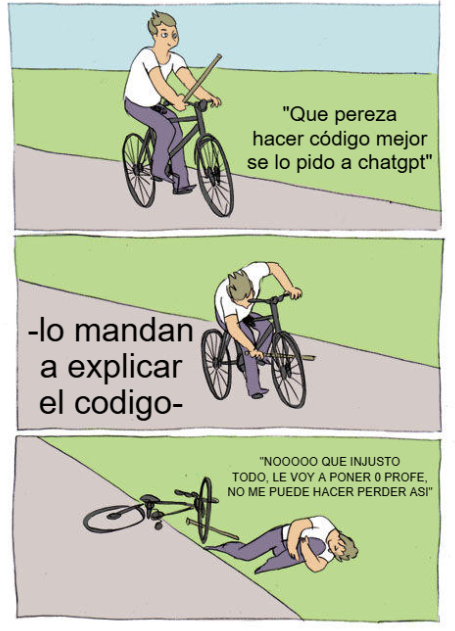 "Que pereza
hacer código mejor
se lo pido a chatgpt"
-lo mandan
a explicar
el codigo-
"NOOOOO QUE INJUSTO
TODO, LE VOY A PONER 0 PROFE,
NO ME PUEDE HACER PERDER ASI"